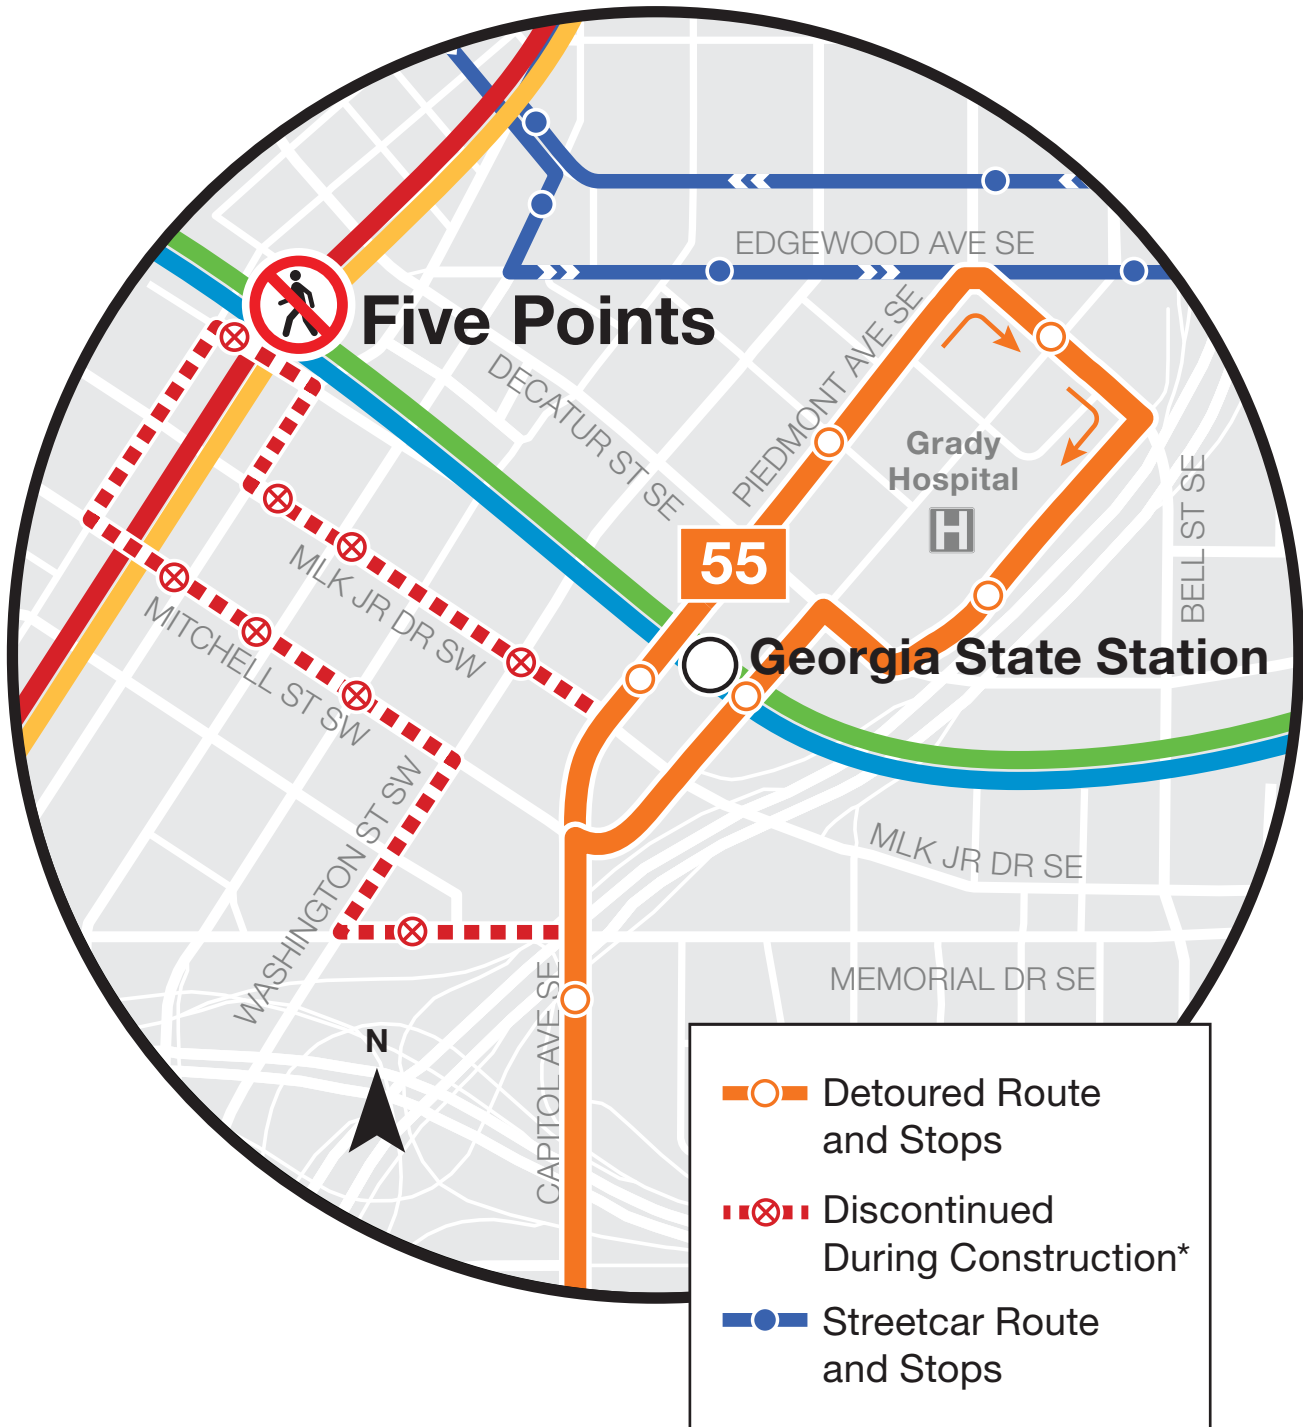 EDGEWOOD AVE SE
Five Points
DECATUR ST SE
PIEDMONT AVE SE
Grady
Hospital
H
BELL ST SE
55
MLK JR DR SW
MITCHELL ST SW
Georgia State Station
WASHINGTON ST SW
MLK JR DR SE
MEMORIAL DR SE
CAPITOL AVE SE
N
Detoured Route
and Stops
Discontinued
During Construction*
Streetcar Route
and Stops